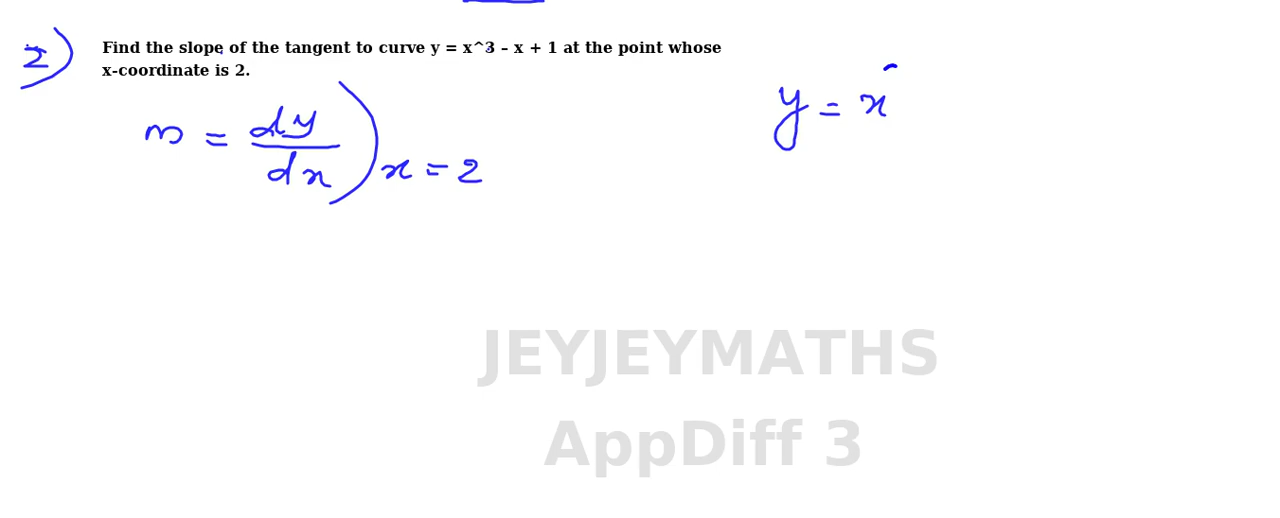 2)
Find the slope of the tangent to curve y = x^3 – x + 1 at the point whose
x-coordinate is 2.
m = dy/dx)x = 2
y = x
JEYJEYMATHS
AppDiff 3